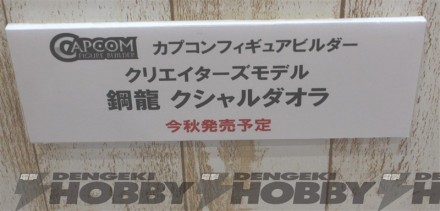 CAPCOM カプコンフィギュアビルダー
FIGURE BUILDER
クリエイターズモデル
鋼龍 クシャルダオラ
今秋発売予定
DENGEKI DENGEKI DENGEKI
HOBBY HOBBY HOBBY